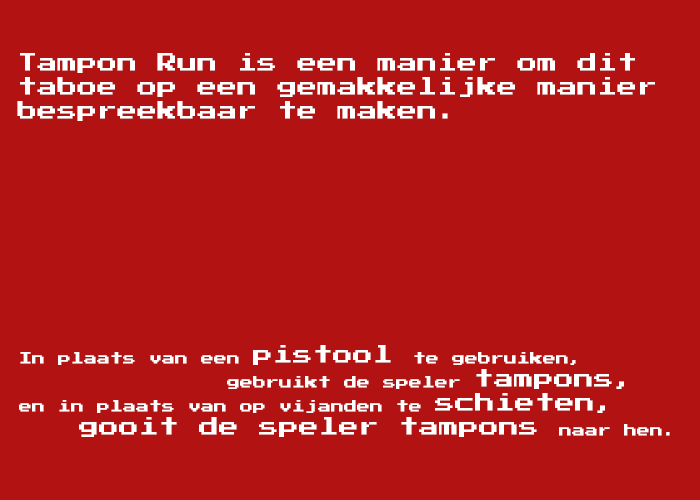 Tampon Run is een manier om dit
taboe op een gemakkelijke manier
bespreekbaar te maken.
In plaats van een pistool te gebruiken,
gebruikt de speler tampons,
en in plaats van op vijanden te schieten,
gooit de speler tampons naar hen.